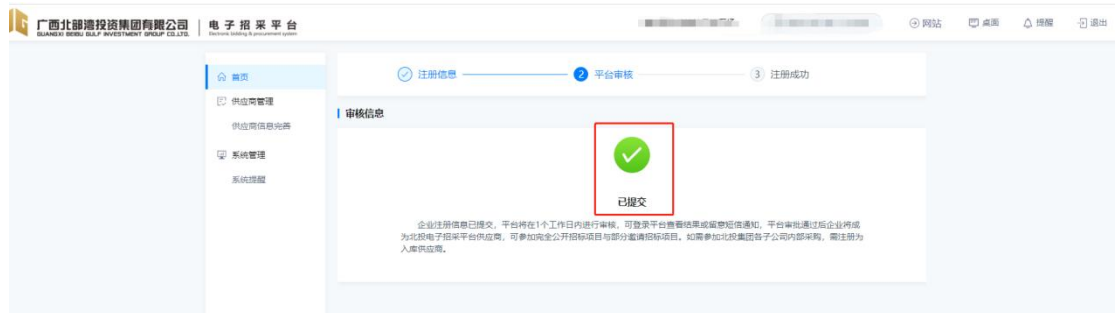 广西北部湾投资集团有限公司 电子招采平台
GUANGXI BEIBU GULF INVESTMENT GROUP CO.,LTD. Electronic bidding & procurement system
网站 桌面 提醒 退出
首页
供应商管理
供应商信息完善
系统管理
系统提醒
注册信息 2 平台审核 3 注册成功
审核信息
已提交
企业注册信息已提交，平台将在1个工作日内进行审核，可登录平台查看结果或留意短信通知，平台审批通过后企业将成
为北投电子招采平台供应商，可参加完全公开招标项目与部分邀请招标项目。如需参加北投集团各子公司内部采购，需注册为
入库供应商。